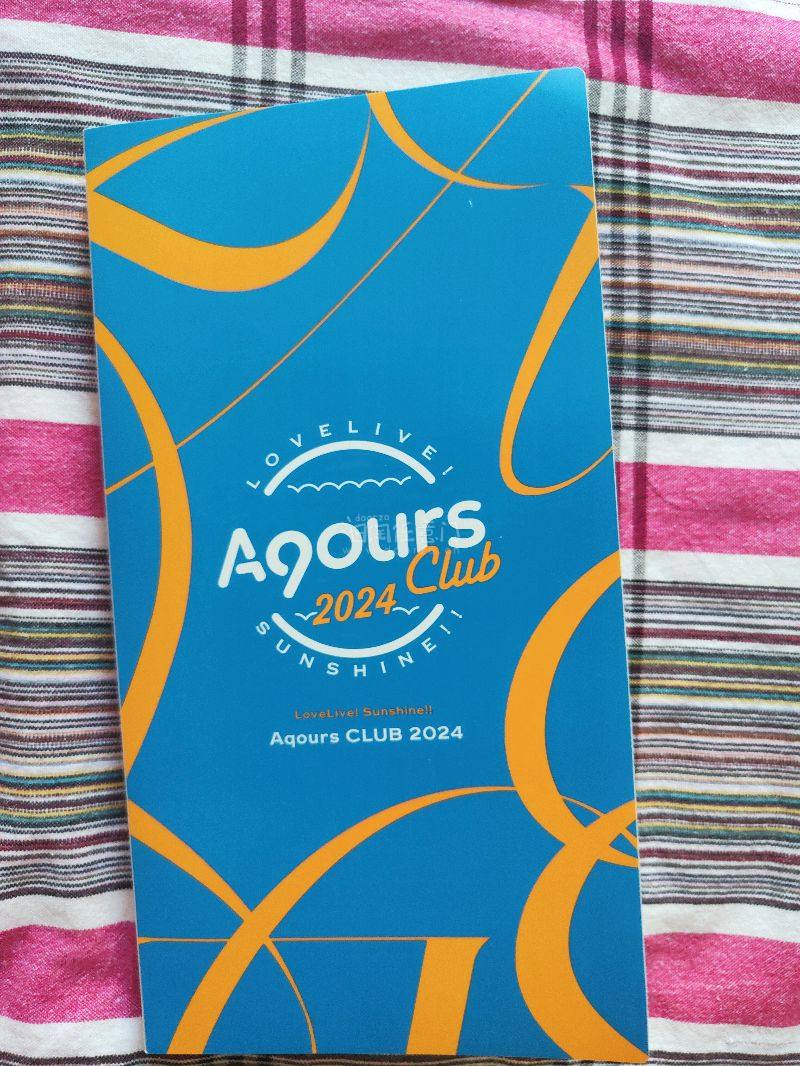 LOVELIVE!
Aqours
Club
2024
SUNSHINE!!
LoveLive! Sunshine!!
Aqours CLUB 2024